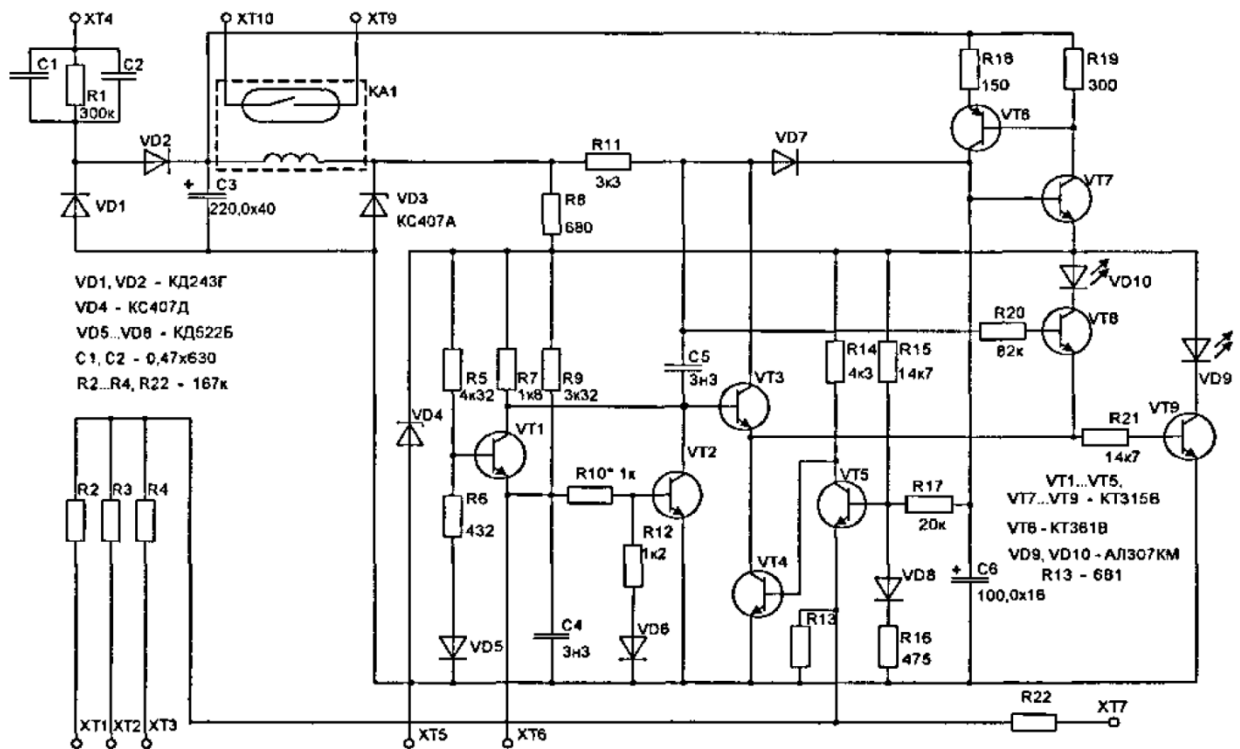 XT4
XT10
XT9
C1
C2
R1
300к
KA1
R18
150
R19
300
VT6
VD2
R11
3к3
VD7
VT7
+
C3
220,0x40
VD1
VD3
КС407А
R8
680
VD1, VD2 - КД243Г
VD4 - КС407Д
VD5...VD8 - КД522Б
C1, C2 - 0,47x630
R2...R4, R22 - 167к
VD10
R20
82к
VT8
VD9
R5
4к32
R7
1к8
R9
3к32
C5
3н3
R14
4к3
R15
14к7
VT3
VD4
VT1
VT2
R21
14к7
VT9
R10* 1к
VT5
R17
20к
R2
R3
R4
R6
432
R12
1к2
VT1...VT5,
VT7...VT9 - КТ315В
VT6 - КТ361В
VD9, VD10 - АЛ307КМ
R13 - 681
VT4
VD8
+
C6
100,0x16
VD5
C4
3н3
VD6
R13
R16
475
R22
XT1
XT2
XT3
XT5
XT6
XT7